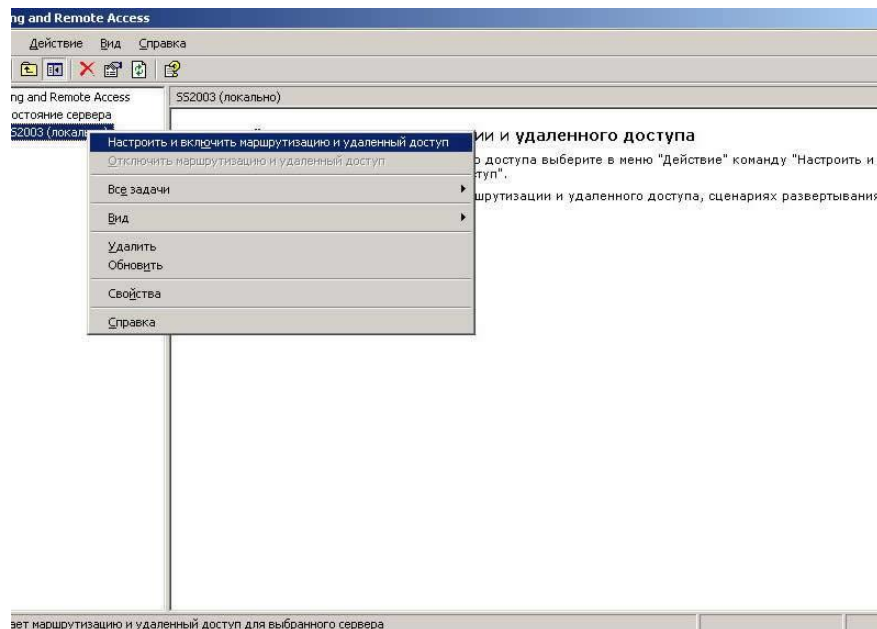 ng and Remote Access
Действие Вид Справка
ng and Remote Access
SS2003 (локально)
остояние сервера
S2003 (локально)
ии и удаленного доступа
Настроить и включить маршрутизацию и удаленный доступ
Отключить маршрутизацию и удаленный доступ
о доступа выберите в меню "Действие" команду "Настроить и
туп".
Все задачи
шрутизации и удаленного доступа, сценариях развертывания
Вид
Удалить
Обновить
Свойства
Справка
ает маршрутизацию и удаленный доступ для выбранного сервера